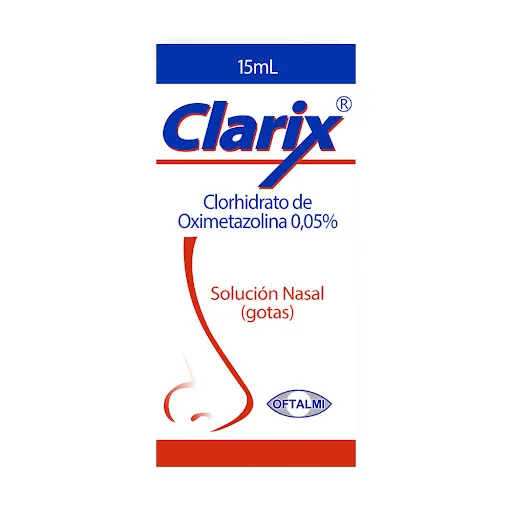 15mL
Clarix®
Clorhidrato de
Oximetazolina 0,05%
Solución Nasal
(gotas)
OFTALMI